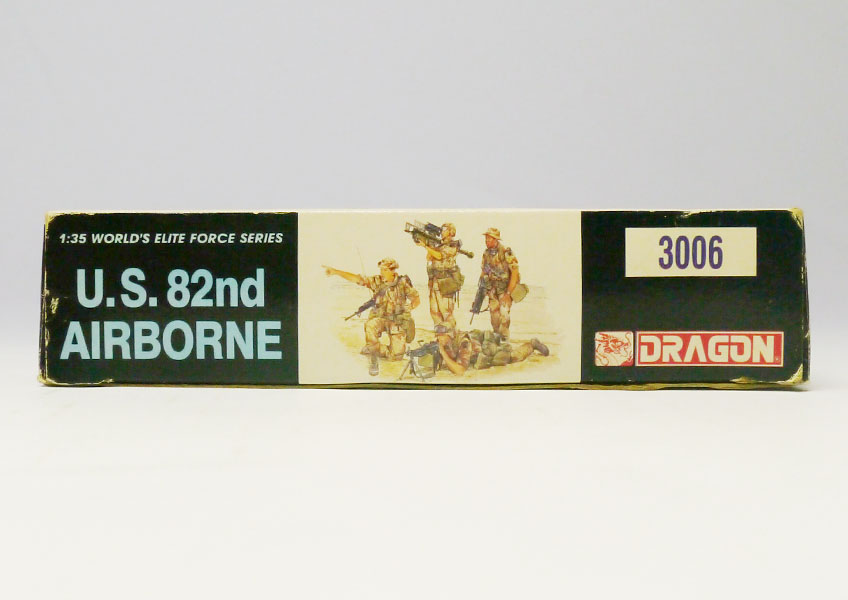 1:35 WORLD'S ELITE FORCE SERIES
U.S. 82nd
AIRBORNE
3006
DRAGON